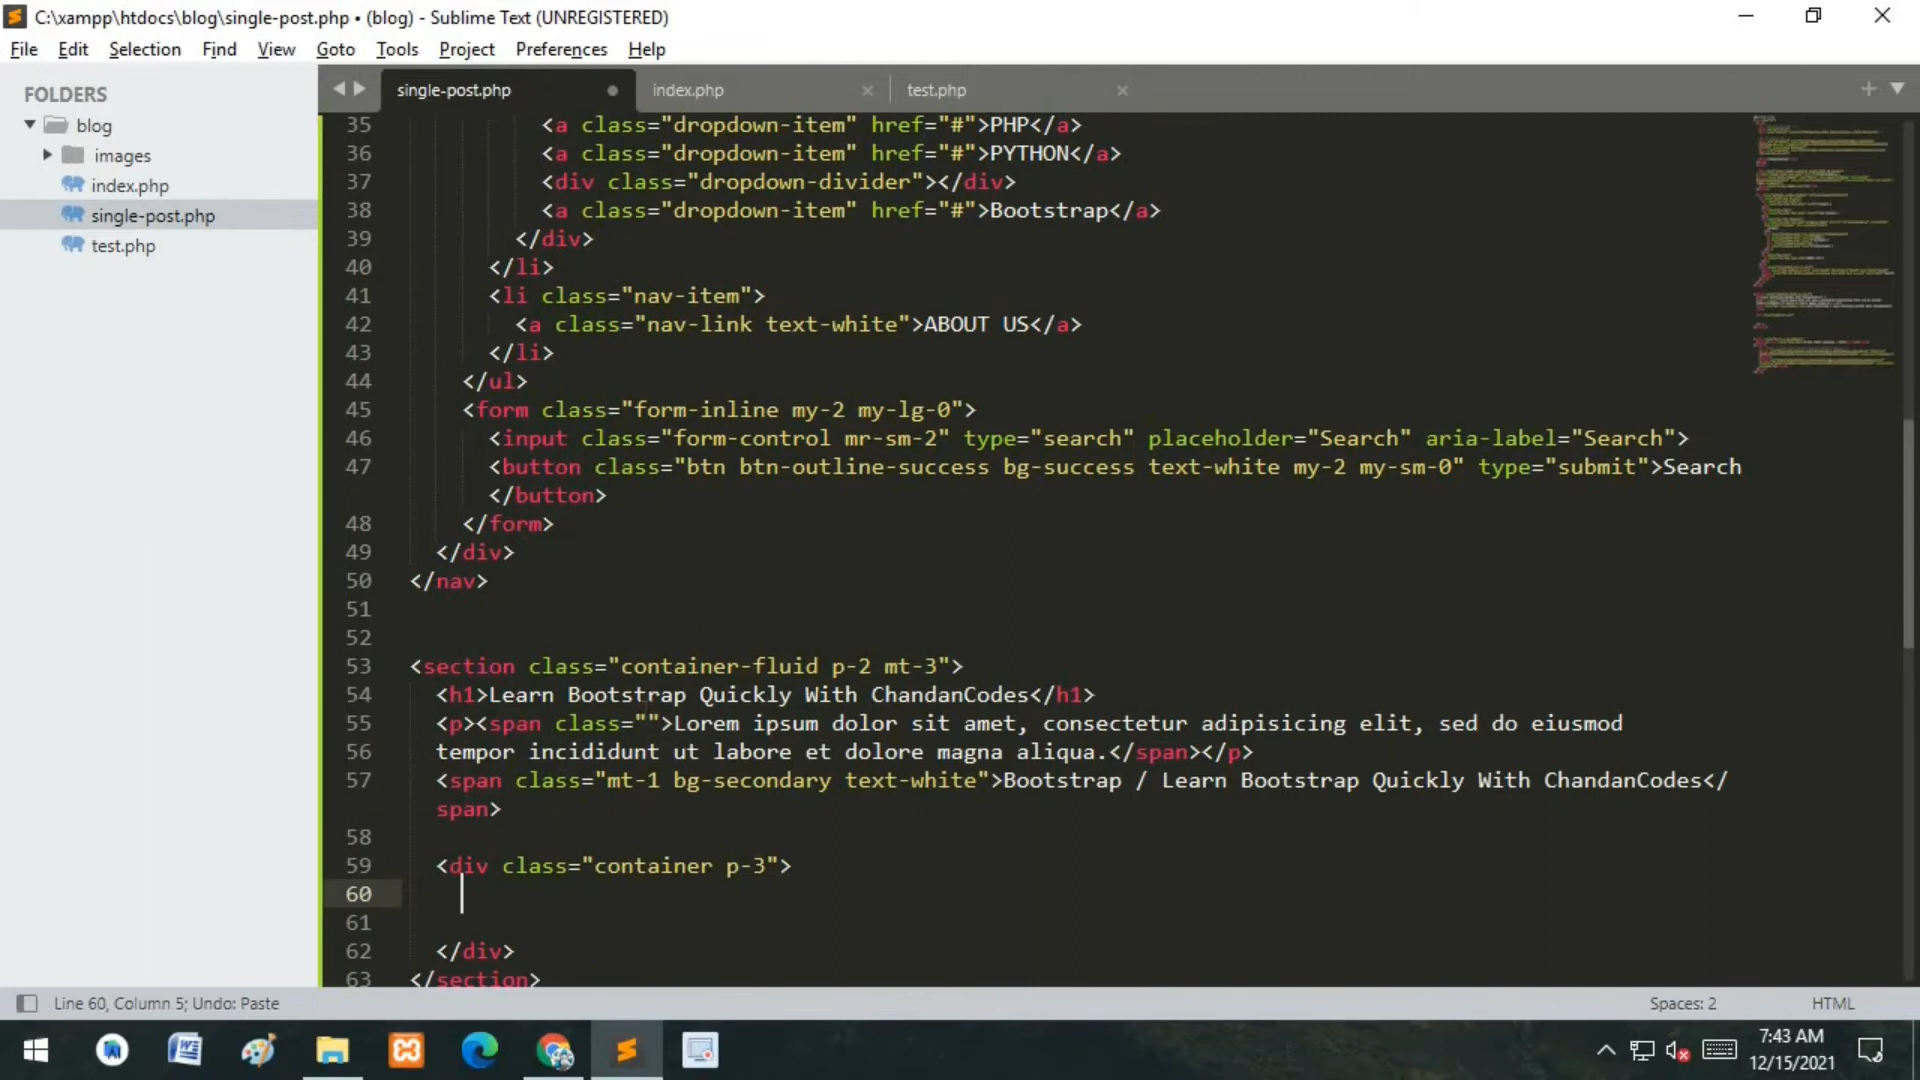 C:\xampp\htdocs\blog\single-post.php • (blog) - Sublime Text (UNREGISTERED)
File Edit Selection Find View Goto Tools Project Preferences Help
FOLDERS
blog
images
index.php
single-post.php
test.php
single-post.php index.php test.php
35 <a class="dropdown-item" href="#">PHP</a>
36 <a class="dropdown-item" href="#">PYTHON</a>
37 <div class="dropdown-divider"></div>
38 <a class="dropdown-item" href="#">Bootstrap</a>
39 </div>
40 </li>
41 <li class="nav-item">
42 <a class="nav-link text-white">ABOUT US</a>
43 </li>
44 </ul>
45 <form class="form-inline my-2 my-lg-0">
46 <input class="form-control mr-sm-2" type="search" placeholder="Search" aria-label="Search">
47 <button class="btn btn-outline-success bg-success text-white my-2 my-sm-0" type="submit">Search
</button>
48 </form>
49 </div>
50 </nav>
51
52
53 <section class="container-fluid p-2 mt-3">
54 <h1>Learn Bootstrap Quickly With ChandanCodes</h1>
55 <p><span class="">Lorem ipsum dolor sit amet, consectetur adipisicing elit, sed do eiusmod
56 tempor incididunt ut labore et dolore magna aliqua.</span></p>
57 <span class="mt-1 bg-secondary text-white">Bootstrap / Learn Bootstrap Quickly With ChandanCodes</
span>
58
59 <div class="container p-3">
60
61
62 </div>
63 </section>
Line 60, Column 5; Undo: Paste
Spaces: 2
HTML
7:43 AM
12/15/2021